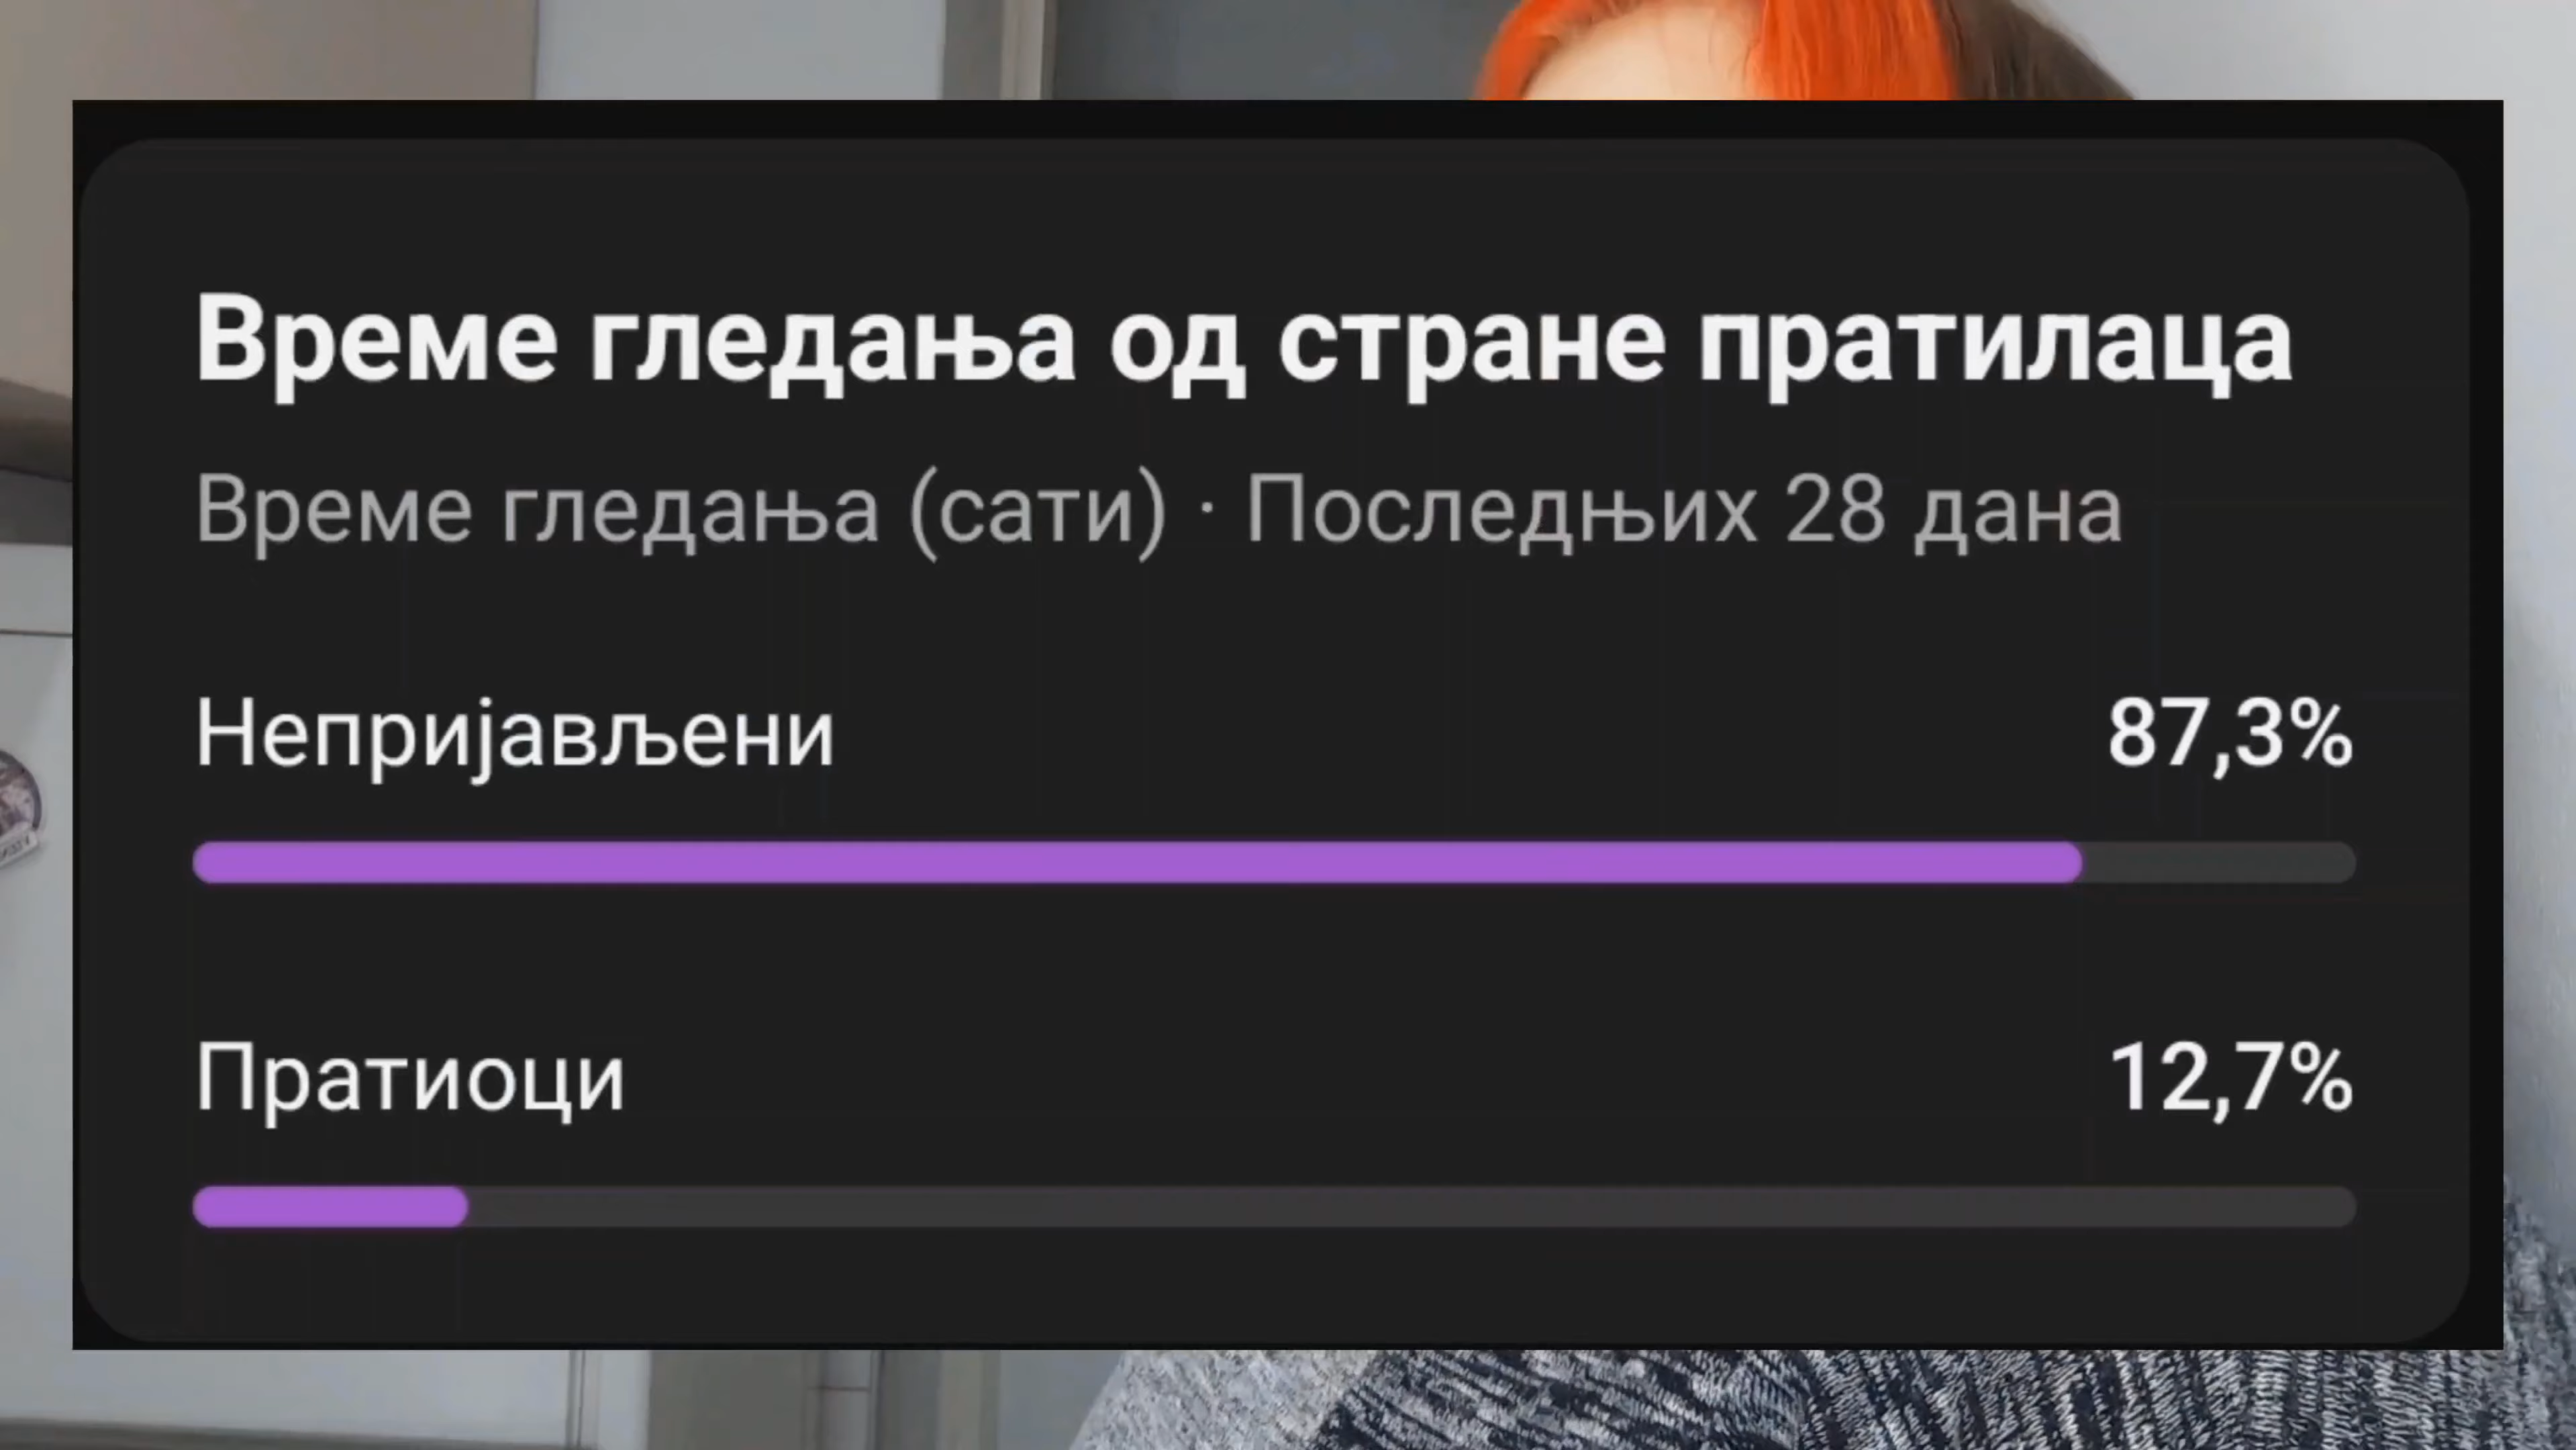 Време гледања од стране пратилаца
Време гледања (сати) · Последњих 28 дана
Непријављени
87,3%
Пратиоци
12,7%